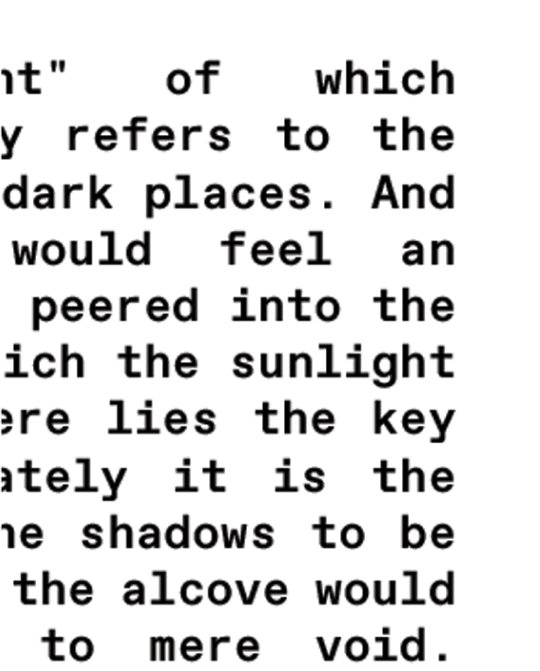 nt" of which
y refers to the
dark places. And
would feel an
peered into the
ich the sunlight
ere lies the key
ately it is the
he shadows to be
the alcove would
to mere void.